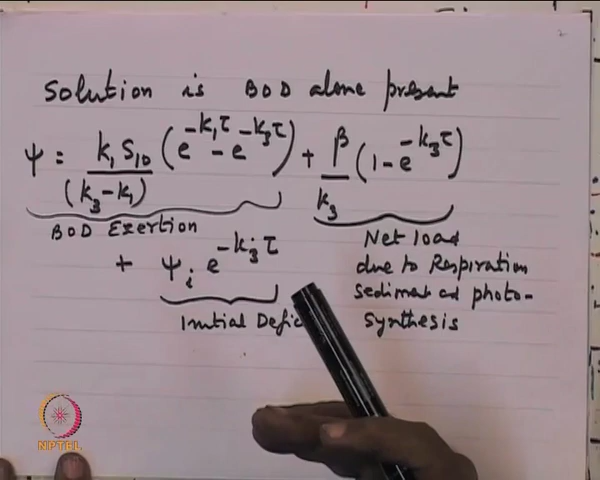 Solution is BOD alone present
ψ = k₁ S₁₀ / (k₃ - k₁) (e^(-k₁τ) - e^(-k₃τ)) + β / k₃ (1 - e^(-k₃τ))
BOD Exertion
Net load
due to Respiration
sediment ad photo-
synthesis
+ ψᵢ e^(-k₃τ)
Initial Defic
NPTEL